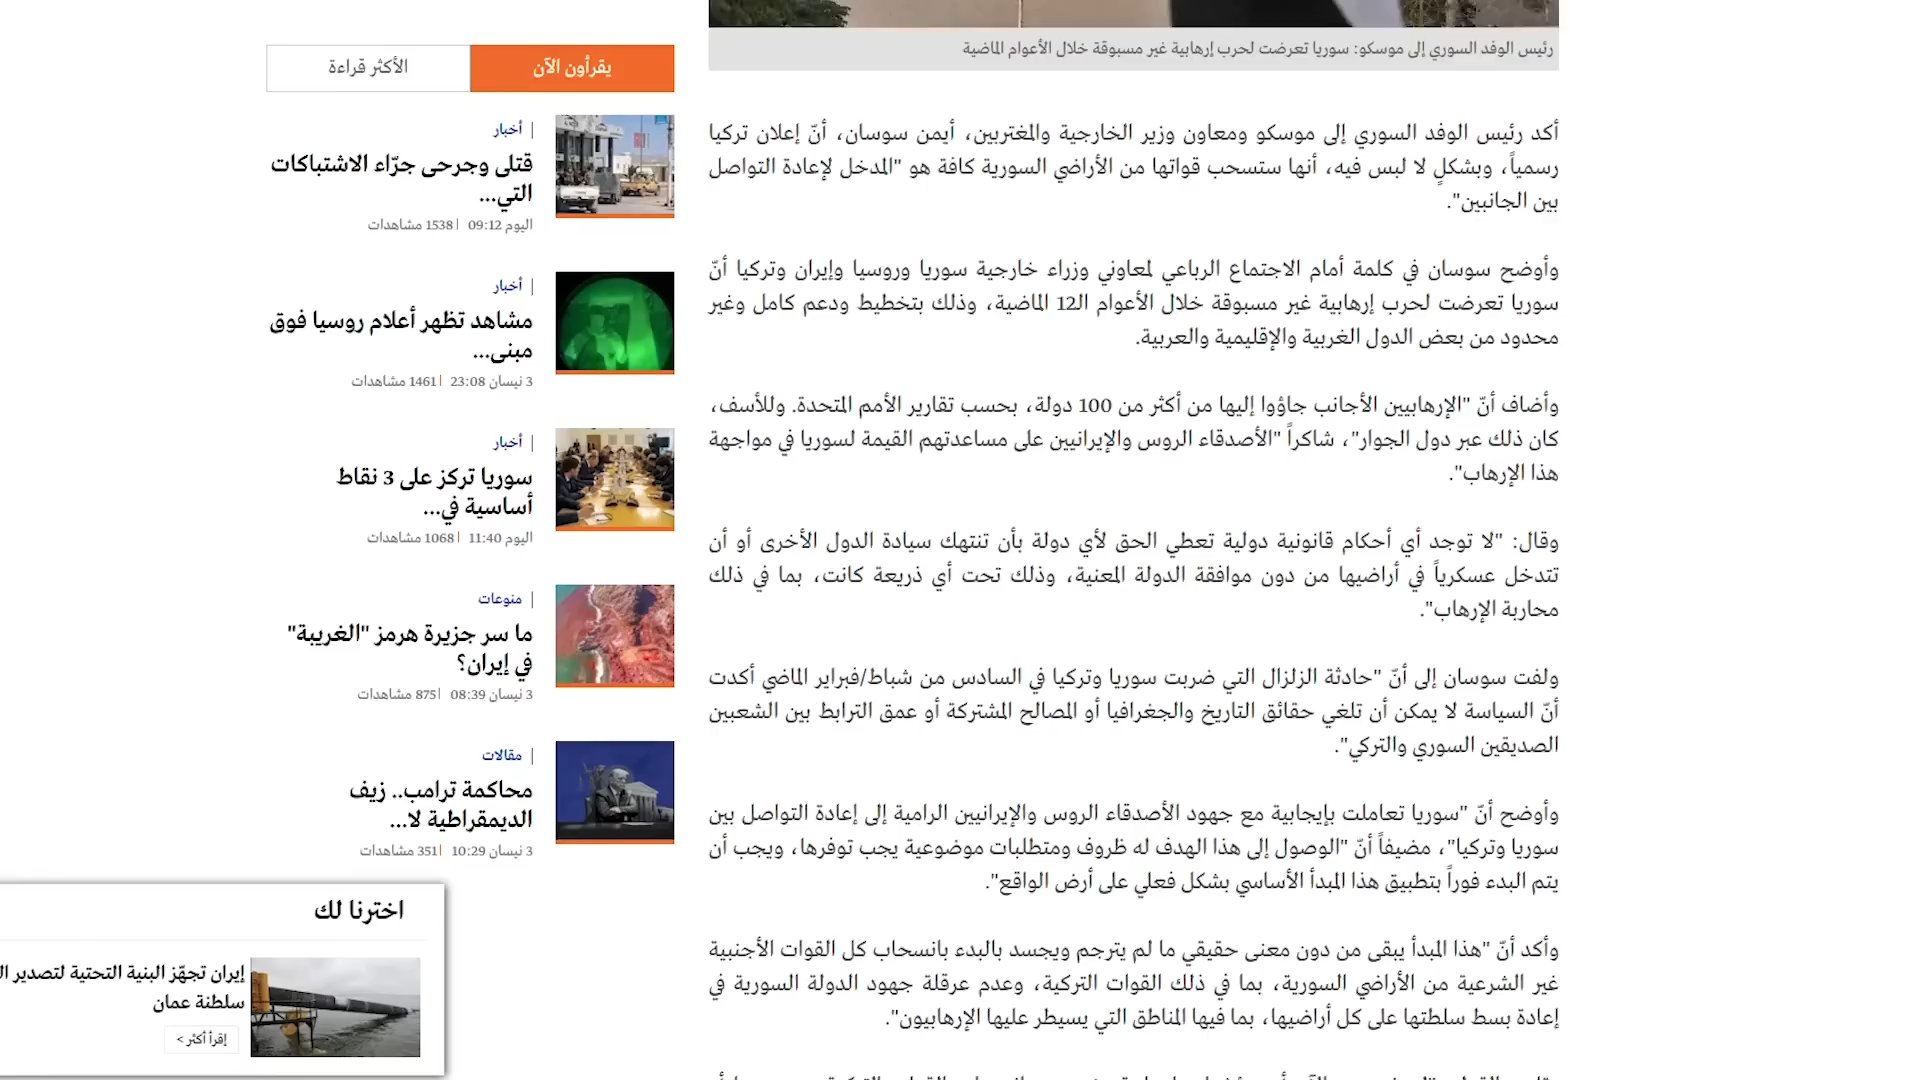 رئيس الوفد السوري إلى موسكو: سوريا تعرضت لحرب إرهابية غير مسبوقة خلال الأعوام الماضية
أكد رئيس الوفد السوري إلى موسكو ومعاون وزير الخارجية والمغتربين، أيمن سوسان، أنّ إعلان تركيا
رسمياً، وبشكلٍ لا لبس فيه، أنها ستسحب قواتها من الأراضي السورية كافة هو "المدخل لإعادة التواصل
بين الجانبين".
وأوضح سوسان في كلمة أمام الاجتماع الرباعي لمعاوني وزراء خارجية سوريا وروسيا وإيران وتركيا أنّ
سوريا تعرضت لحرب إرهابية غير مسبوقة خلال الأعوام الـ12 الماضية، وذلك بتخطيط ودعم كامل وغير
محدود من بعض الدول الغربية والإقليمية والعربية.
وأضاف أنّ "الإرهابيين الأجانب جاؤوا إليها من أكثر من 100 دولة، بحسب تقارير الأمم المتحدة. وللأسف،
كان ذلك عبر دول الجوار"، شاكراً "الأصدقاء الروس والإيرانيين على مساعدتهم القيمة لسوريا في مواجهة
هذا الإرهاب".
وقال: "لا توجد أي أحكام قانونية دولية تعطي الحق لأي دولة بأن تنتهك سيادة الدول الأخرى أو أن
تتدخل عسكرياً في أراضيها من دون موافقة الدولة المعنية، وذلك تحت أي ذريعة كانت، بما في ذلك
محاربة الإرهاب".
ولفت سوسان إلى أنّ "حادثة الزلزال التي ضربت سوريا وتركيا في السادس من شباط/فبراير الماضي أكدت
أنّ السياسة لا يمكن أن تلغي حقائق التاريخ والجغرافيا أو المصالح المشتركة أو عمق الترابط بين الشعبين
الصديقين السوري والتركي".
وأوضح أنّ "سوريا تعاملت بإيجابية مع جهود الأصدقاء الروس والإيرانيين الرامية إلى إعادة التواصل بين
سوريا وتركيا"، مضيفاً أنّ "الوصول إلى هذا الهدف له ظروف ومتطلبات موضوعية يجب توفرها، ويجب أن
يتم البدء فوراً بتطبيق هذا المبدأ الأساسي بشكل فعلي على أرض الواقع".
وأكد أنّ "هذا المبدأ يبقى من دون معنى حقيقي ما لم يترجم ويجسد بالبدء بانسحاب كل القوات الأجنبية
غير الشرعية من الأراضي السورية، بما في ذلك القوات التركية، وعدم عرقلة جهود الدولة السورية في
إعادة بسط سلطتها على كل أراضيها، بما فيها المناطق التي يسيطر عليها الإرهابيون".
يقرأون الآن
الأكثر قراءة
أخبار
قتلى وجرحى جرّاء الاشتباكات
التي...
اليوم 09:12 | 1538 مشاهدات
أخبار
مشاهد تظهر أعلام روسيا فوق
مبنى...
3 نيسان 23:08 | 1461 مشاهدات
أخبار
سوريا تركز على 3 نقاط
أساسية في...
اليوم 11:40 | 1068 مشاهدات
منوعات
ما سر جزيرة هرمز "الغريبة"
في إيران؟
3 نيسان 08:39 | 875 مشاهدات
مقالات
محاكمة ترامب.. زيف
الديمقراطية لا...
3 نيسان 10:29 | 351 مشاهدات
اخترنا لك
إيران تجهّز البنية التحتية لتصدير
سلطنة عمان
إقرأ أكثر >